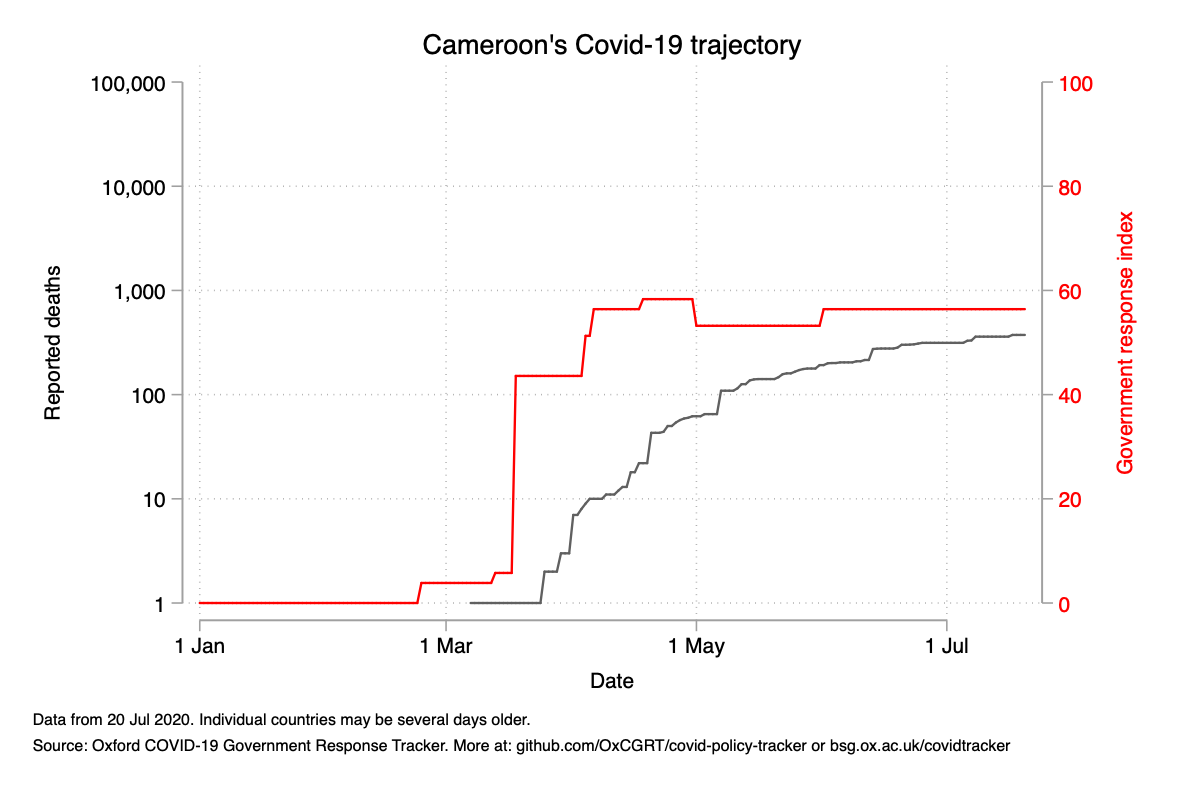 Cameroon's Covid-19 trajectory
100,000
10,000
1,000
100
10
1
Reported deaths
100
80
60
40
20
0
Government response index
1 Jan
1 Mar
1 May
1 Jul
Date
Data from 20 Jul 2020. Individual countries may be several days older.
Source: Oxford COVID-19 Government Response Tracker. More at: github.com/OxCGRT/covid-policy-tracker or bsg.ox.ac.uk/covidtracker